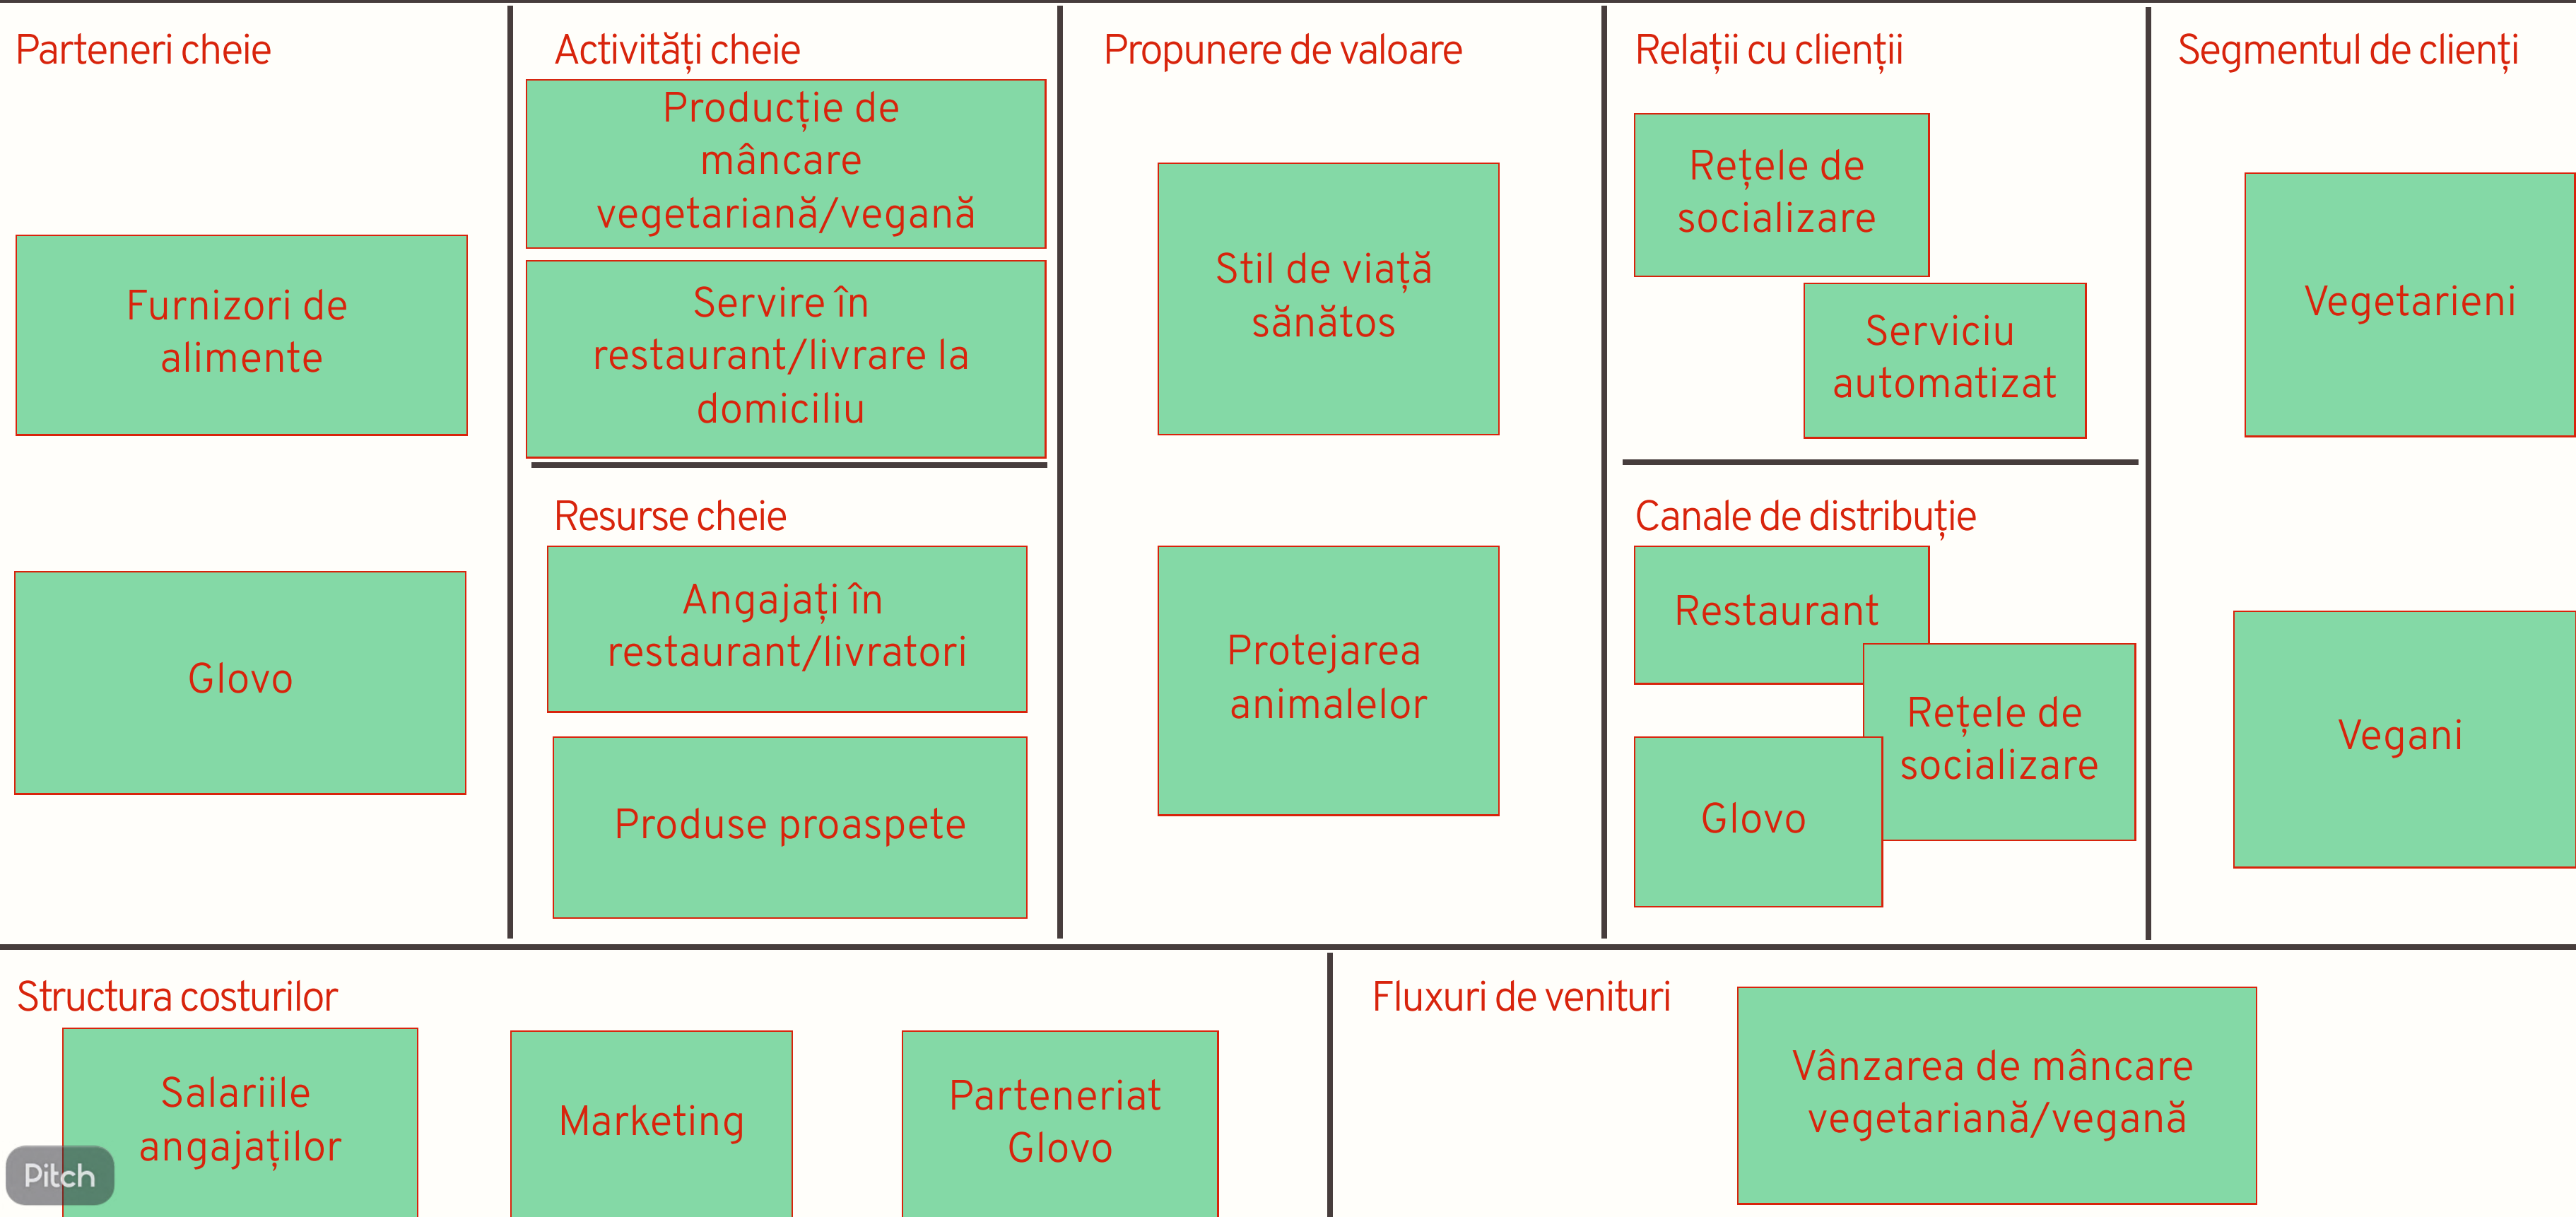 Parteneri cheie
Furnizori de
alimente
Glovo
Activități cheie
Producție de
mâncare
vegetariană/vegană
Servire în
restaurant/livrare la
domiciliu
Resurse cheie
Angajați în
restaurant/livratori
Produse proaspete
Propunere de valoare
Stil de viață
sănătos
Protejarea
animalelor
Relații cu clienții
Rețele de
socializare
Serviciu
automatizat
Canale de distribuție
Restaurant
Rețele de
socializare
Glovo
Segmentul de clienți
Vegetarieni
Vegani
Structura costurilor
Salariile
angajaților
Marketing
Parteneriat
Glovo
Fluxuri de venituri
Vânzarea de mâncare
vegetariană/vegană
Pitch